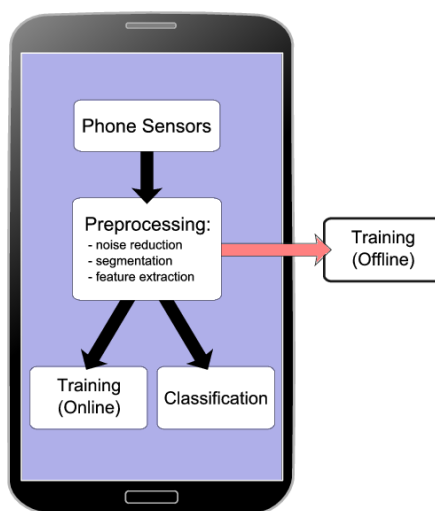 Phone Sensors
Preprocessing:
- noise reduction
- segmentation
- feature extraction
Training
(Offline)
Training
(Online)
Classification